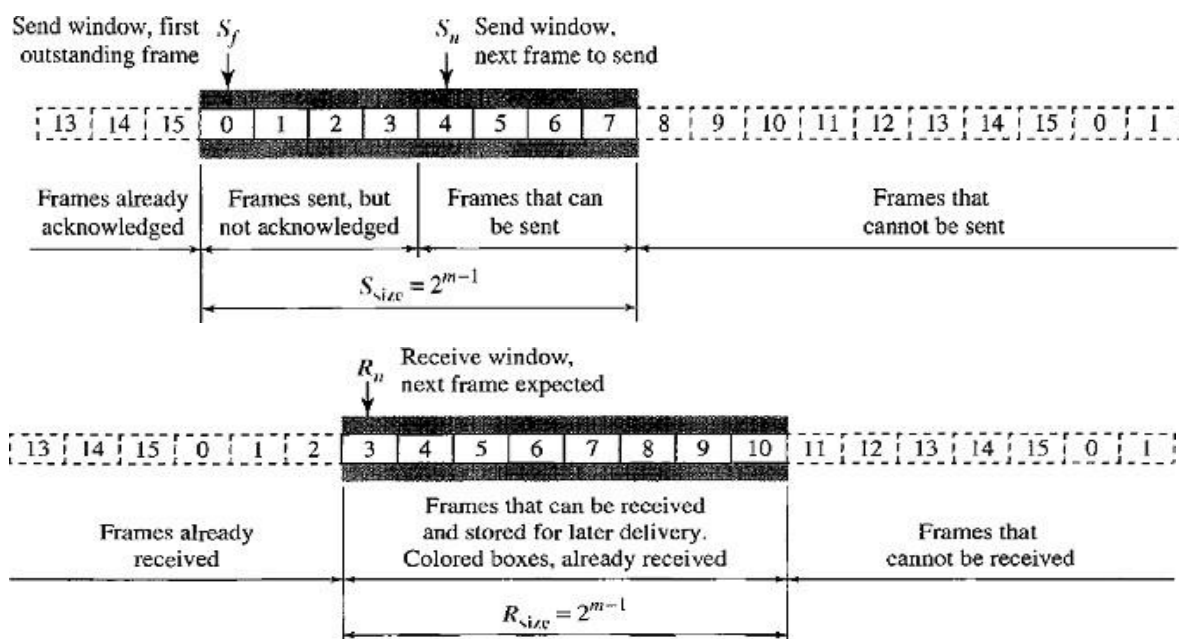 Send window, first
outstanding frame
S_f
S_n
Send window,
next frame to send
13 14 15 0 1 2 3 4 5 6 7 8 9 10 11 12 13 14 15 0 1
Frames already
acknowledged
Frames sent, but
not acknowledged
Frames that can
be sent
Frames that
cannot be sent
S_size = 2^{m-1}
R_n
Receive window,
next frame expected
13 14 15 0 1 2 3 4 5 6 7 8 9 10 11 12 13 14 15 0 1
Frames already
received
Frames that can be received
and stored for later delivery.
Colored boxes, already received
Frames that
cannot be received
R_size = 2^{m-1}